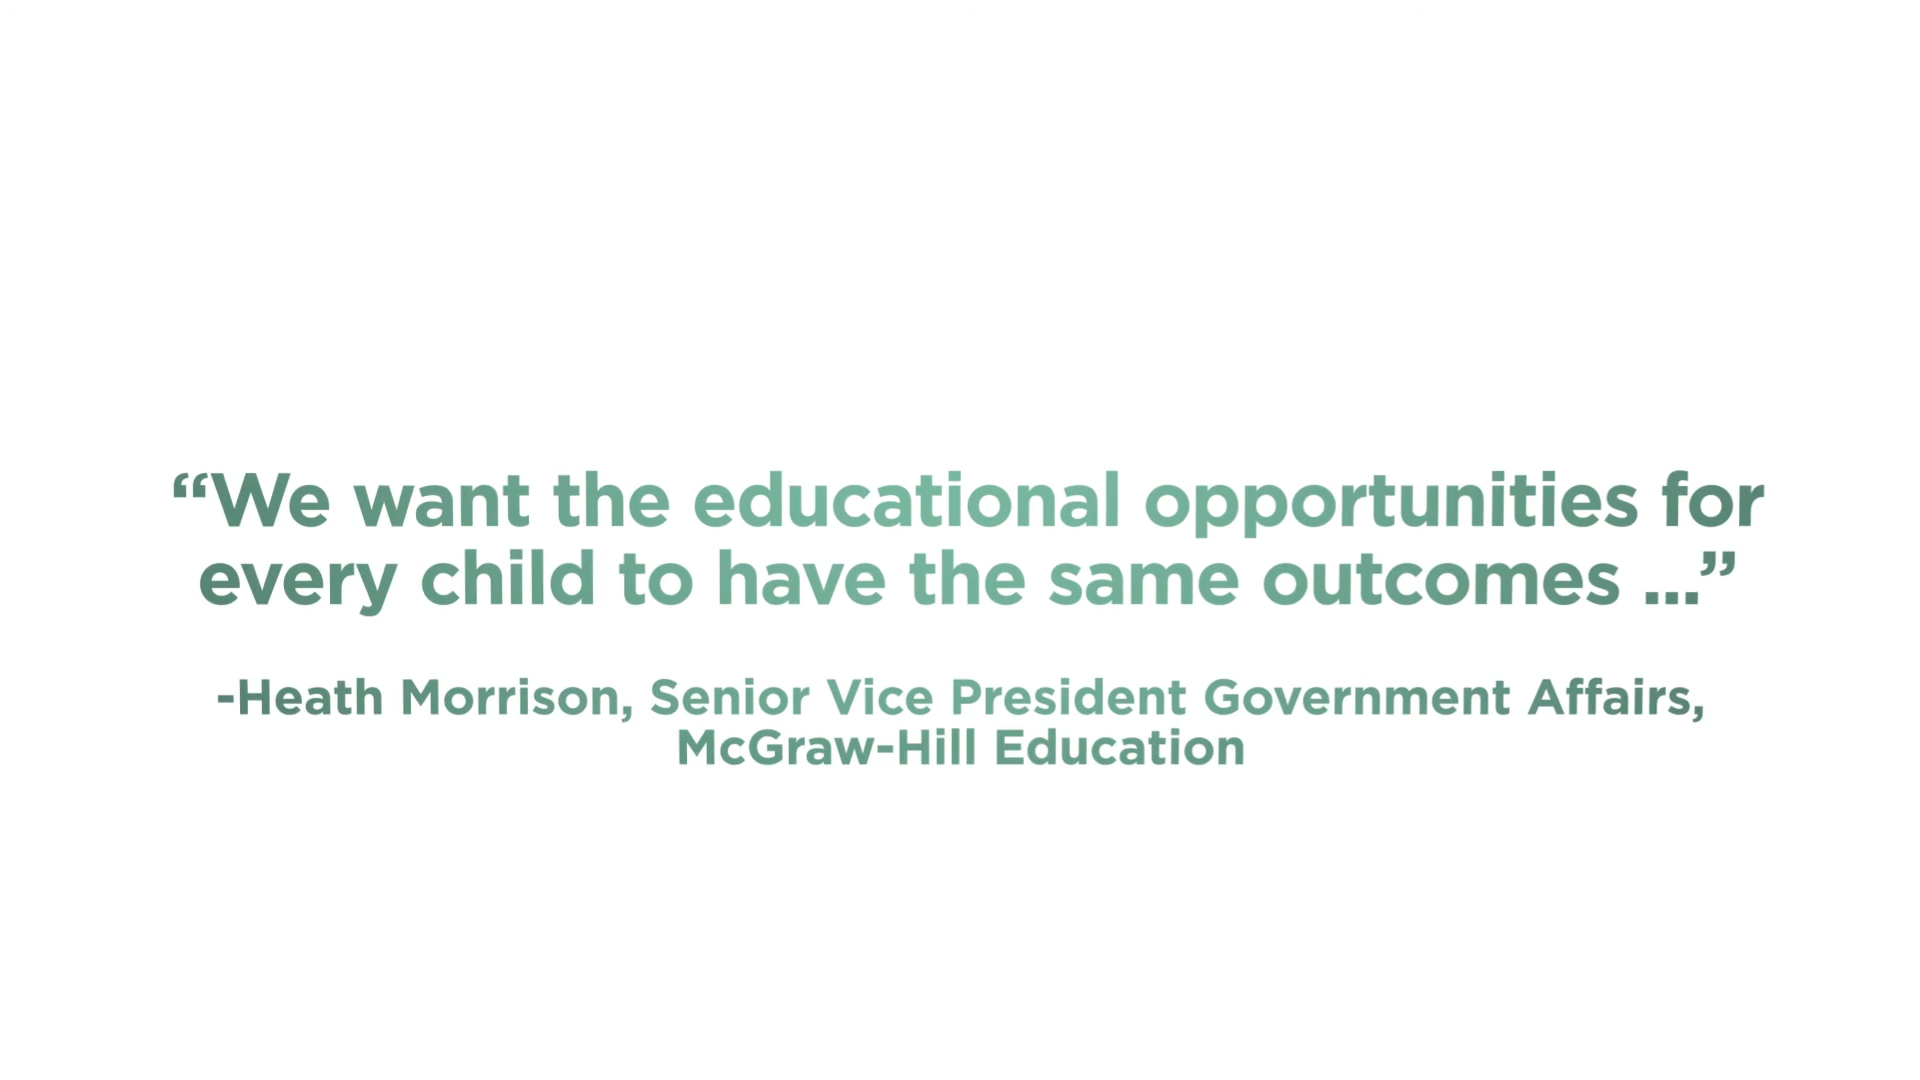 “We want the educational opportunities for
every child to have the same outcomes ...”
-Heath Morrison, Senior Vice President Government Affairs,
McGraw-Hill Education